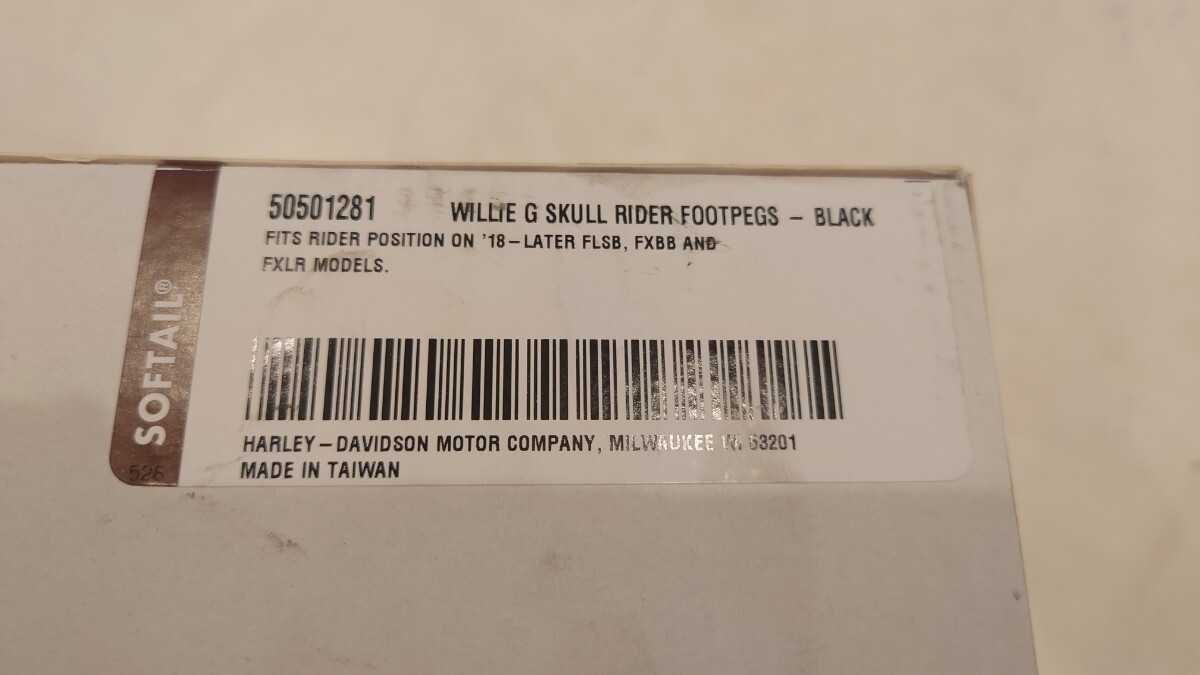 50501281 WILLIE G SKULL RIDER FOOTPEGS – BLACK
FITS RIDER POSITION ON '18–LATER FLSB, FXBB AND
FXLR MODELS.
SOFTAIL®
HARLEY–DAVIDSON MOTOR COMPANY, MILWAUKEE WI 53201
MADE IN TAIWAN
526